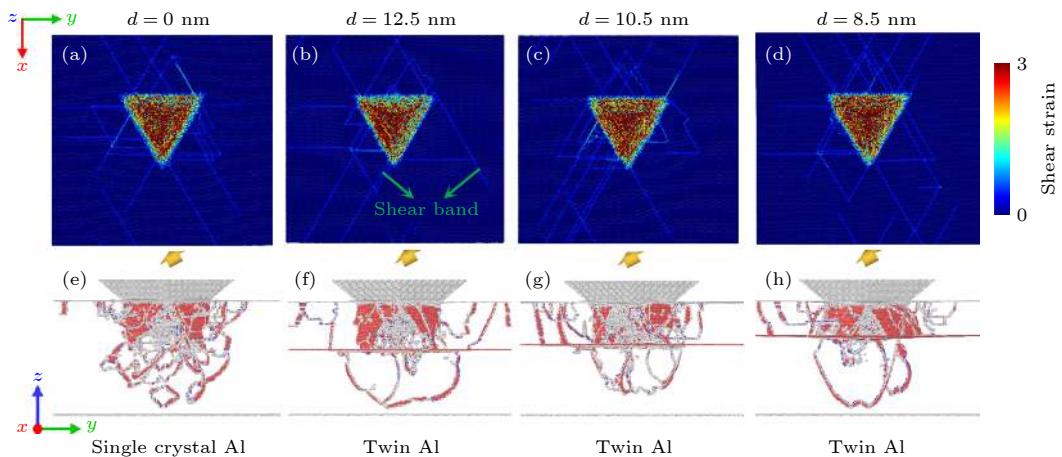 z y d = 0 nm d = 12.5 nm d = 10.5 nm d = 8.5 nm
x
(a) (b) (c) (d)
3
Shear strain
0
Shear band
(e) (f) (g) (h)
z
x y
Single crystal Al Twin Al Twin Al Twin Al